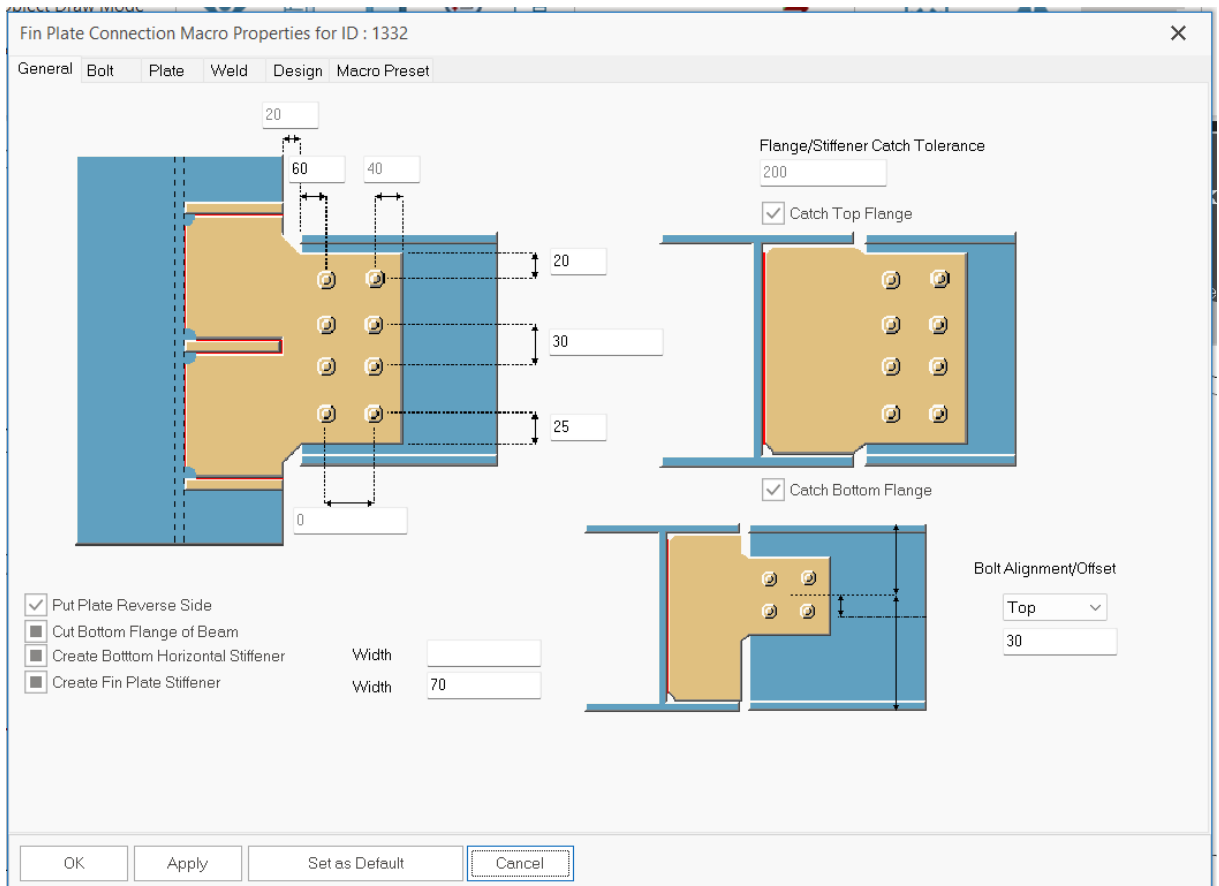 bject Draw Mode
Fin Plate Connection Macro Properties for ID : 1332
General Bolt Plate Weld Design Macro Preset
20
60 40
20
30
25
0
Flange/Stiffener Catch Tolerance
200
Catch Top Flange
Catch Bottom Flange
Bolt Alignment/Offset
Top
30
Put Plate Reverse Side
Cut Bottom Flange of Beam
Create Botttom Horizontal Stiffener Width
Create Fin Plate Stiffener Width 70
OK Apply Set as Default Cancel